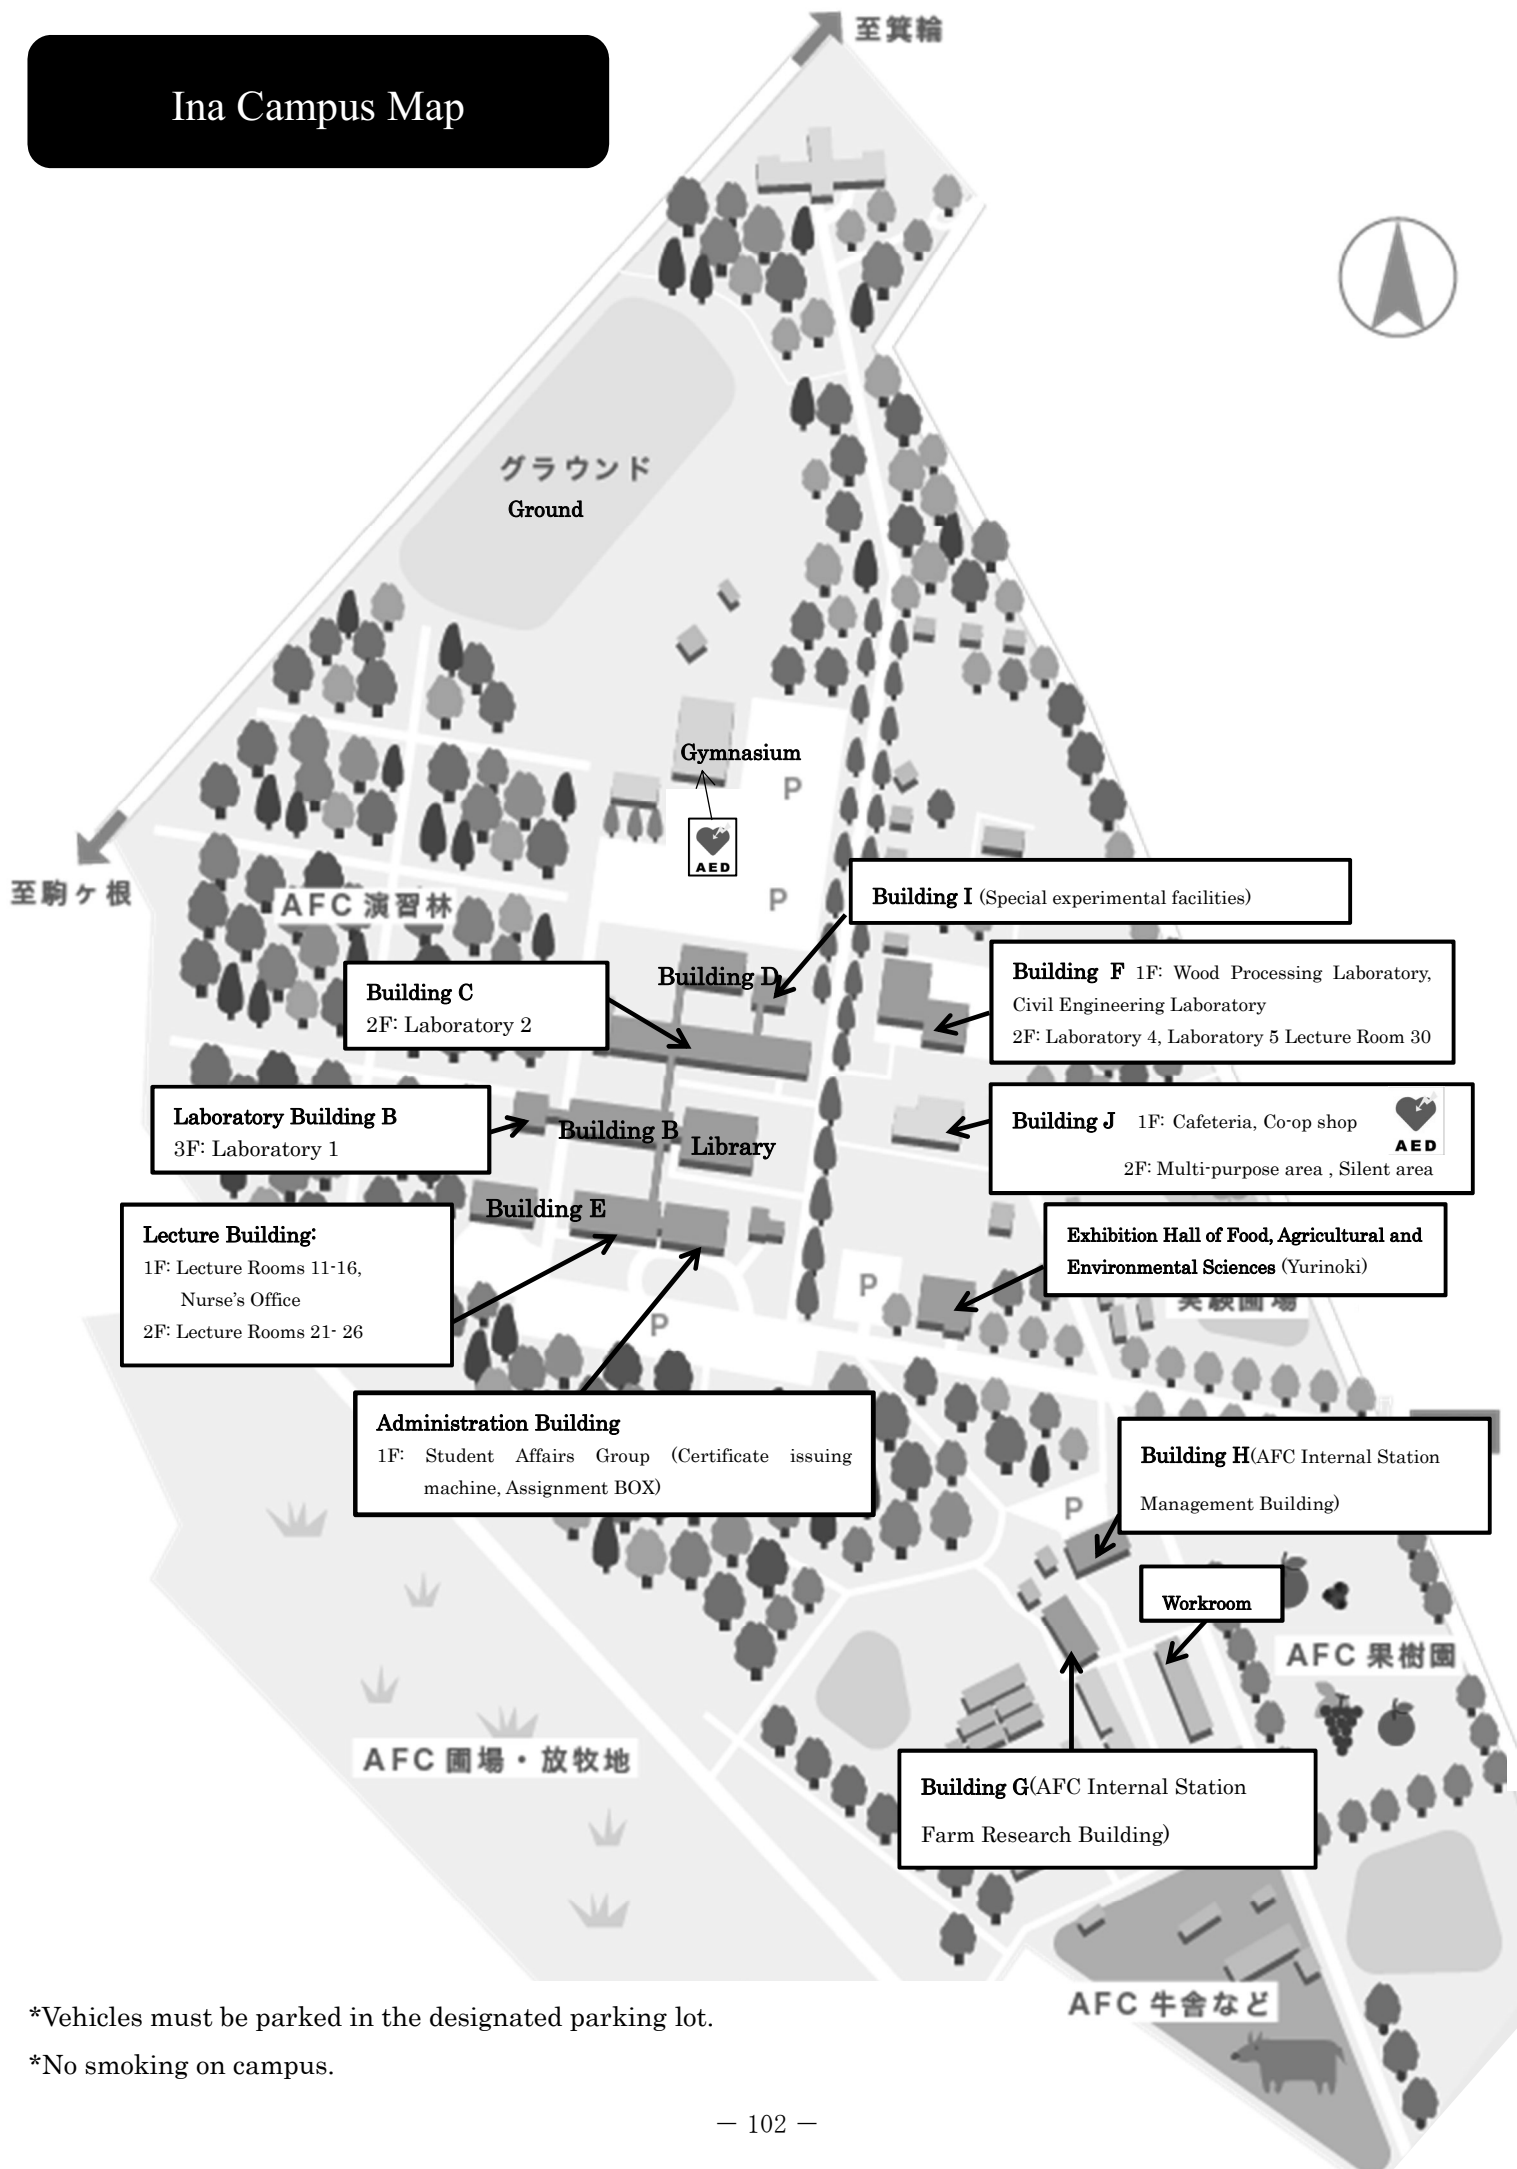 至箕輪
Ina Campus Map
グラウンド
Ground
Gymnasium
P
AED
至駒ヶ根
AFC 演習林
P
Building I (Special experimental facilities)
Building F 1F: Wood Processing Laboratory,
Civil Engineering Laboratory
2F: Laboratory 4, Laboratory 5 Lecture Room 30
Building D
Building C
2F: Laboratory 2
Laboratory Building B
3F: Laboratory 1
Building B
Library
Building J 1F: Cafeteria, Co-op shop
AED
2F: Multi-purpose area , Silent area
Building E
Lecture Building:
1F: Lecture Rooms 11-16,
Nurse's Office
2F: Lecture Rooms 21- 26
Exhibition Hall of Food, Agricultural and
Environmental Sciences (Yurinoki)
P
実験圃場
P
Administration Building
1F: Student Affairs Group (Certificate issuing
machine, Assignment BOX)
Building H(AFC Internal Station
Management Building)
P
Workroom
AFC 果樹園
AFC 圃場・放牧地
Building G(AFC Internal Station
Farm Research Building)
AFC 牛舎など
*Vehicles must be parked in the designated parking lot.
*No smoking on campus.
— 102 —